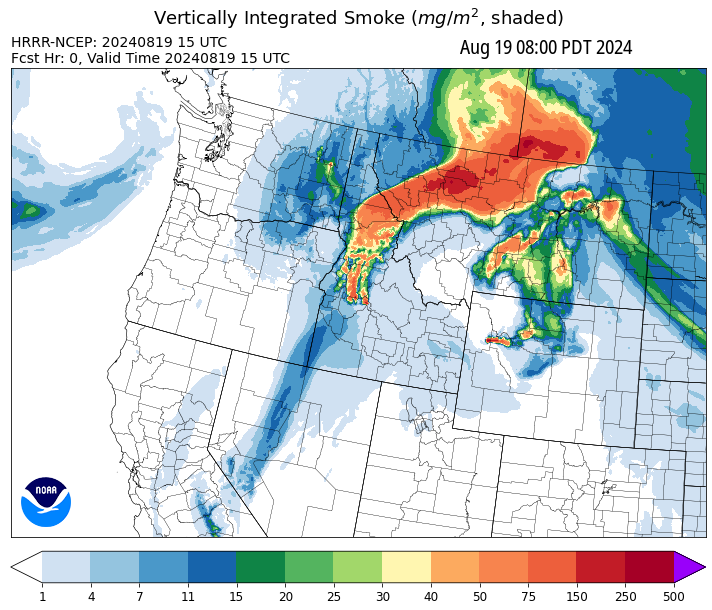 Vertically Integrated Smoke (mg/m², shaded)
HRRR-NCEP: 20240819 15 UTC
Fcst Hr: 0, Valid Time 20240819 15 UTC
Aug 19 08:00 PDT 2024
NOAA
1 4 7 11 15 20 25 30 40 50 75 150 250 500